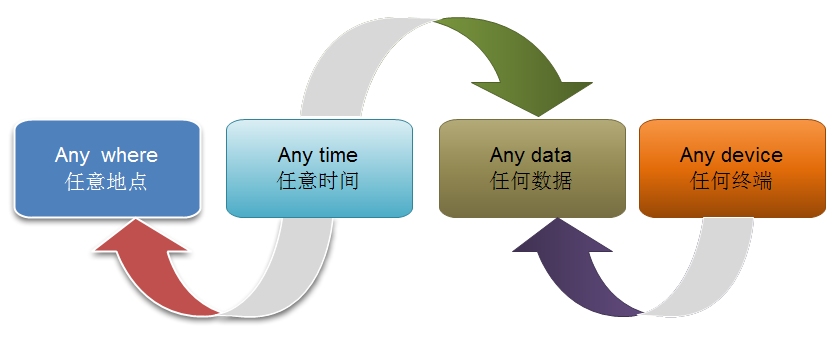 Any where
任意地点
Any time
任意时间
Any data
任何数据
Any device
任何终端